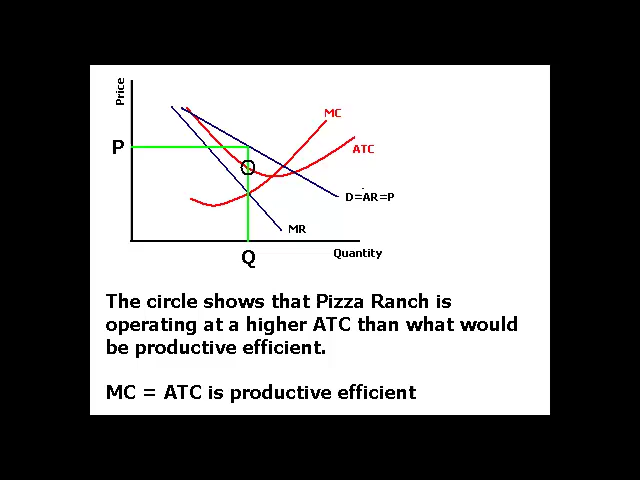 Price
MC
ATC
P
D=AR=P
MR
Quantity
Q
The circle shows that Pizza Ranch is
operating at a higher ATC than what would
be productive efficient.
MC = ATC is productive efficient